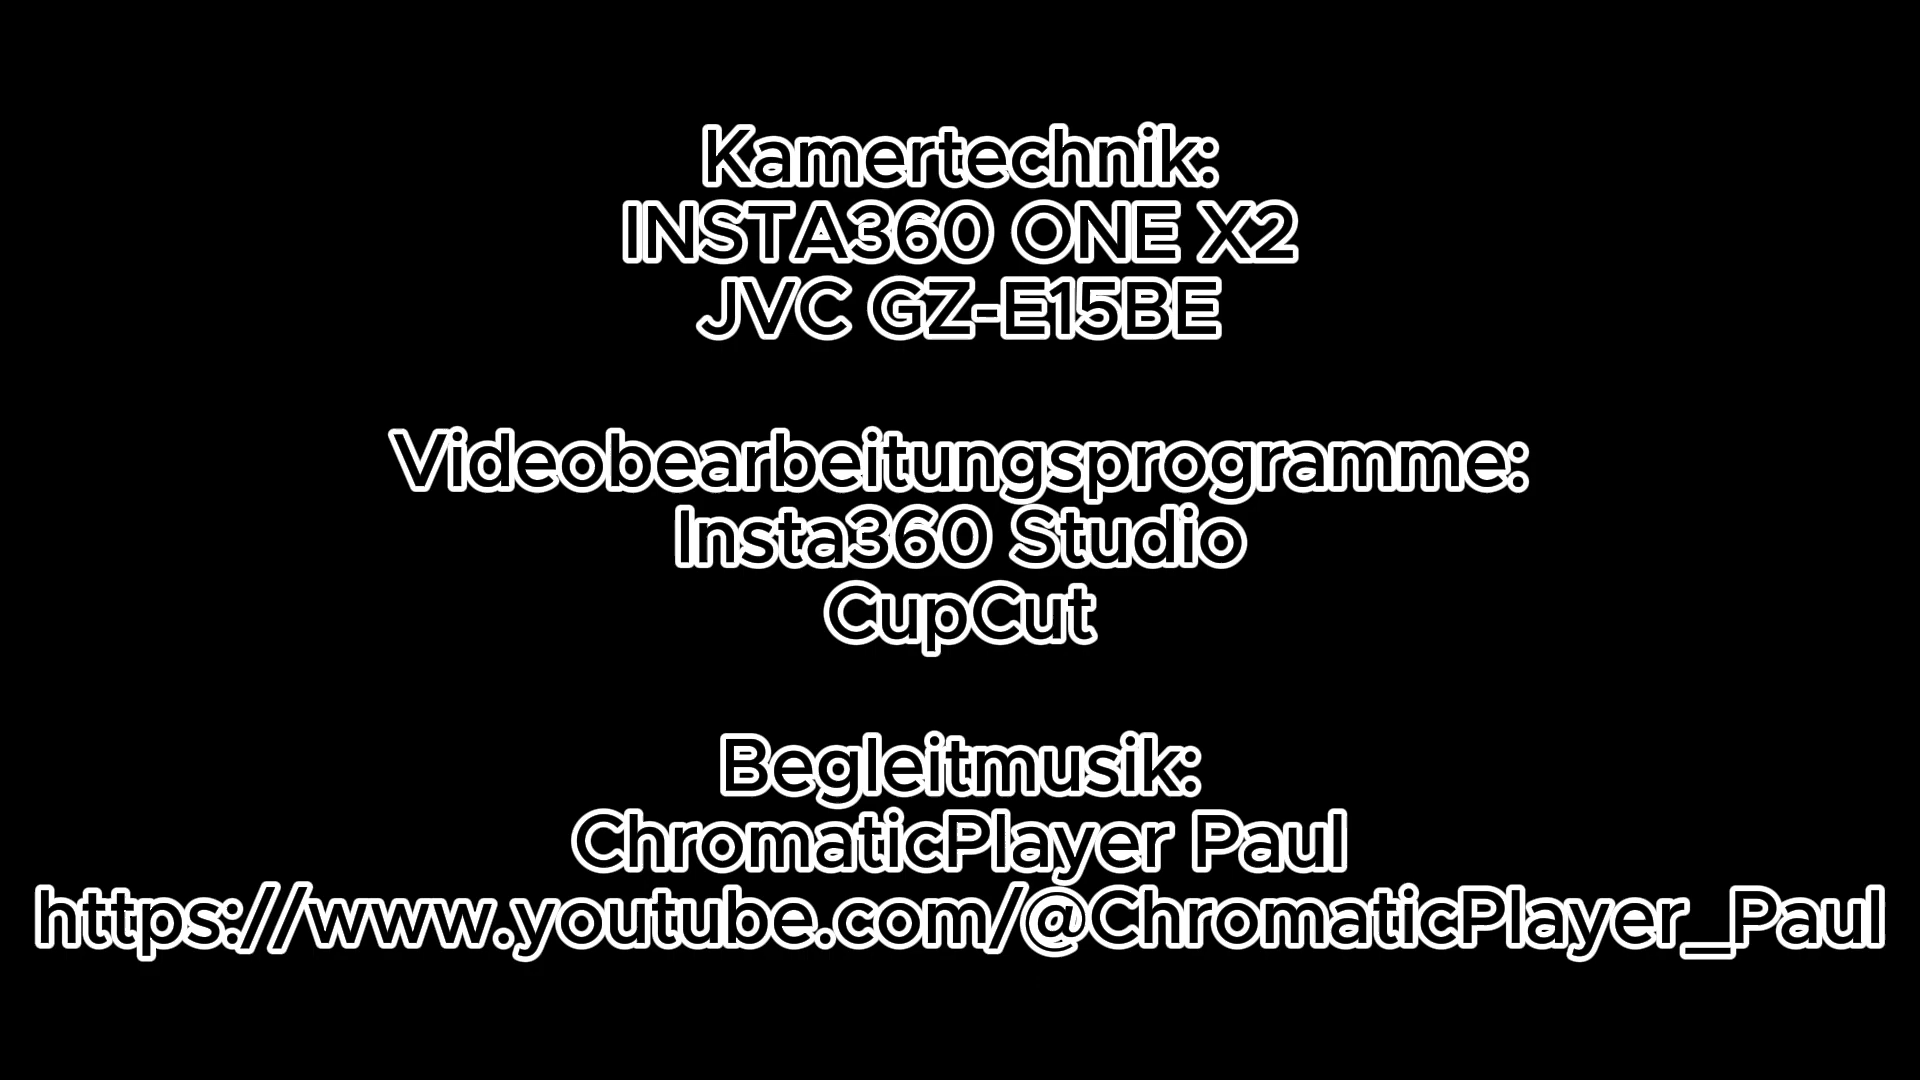 Kamertechnik:
INSTA360 ONE X2
JVC GZ-E15BE
Videobearbeitungsprogramme:
Insta360 Studio
CupCut
Begleitmusik:
ChromaticPlayer Paul
https://www.youtube.com/@ChromaticPlayer_Paul